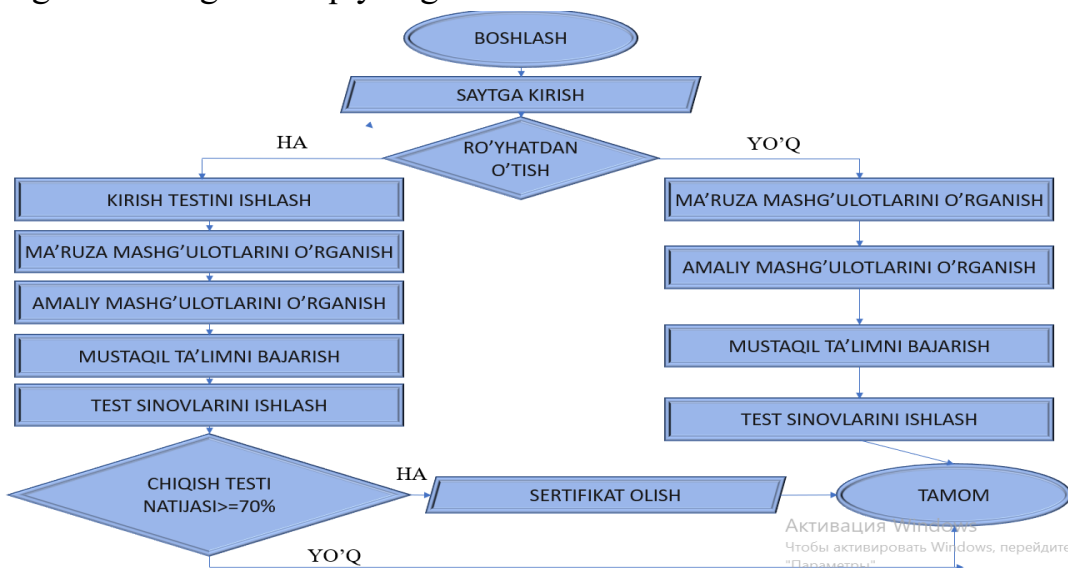 BOSHLASH
SAYTGA KIRISH
RO'YHATDAN
O'TISH
HA
YO'Q
KIRISH TESTINI ISHLASH
MA'RUZA MASHG'ULOTLARINI O'RGANISH
AMALIY MASHG'ULOTLARINI O'RGANISH
MUSTAQIL TA'LIMNI BAJARISH
TEST SINOVLARINI ISHLASH
CHIQISH TESTI
NATIJASI>=70%
HA
YO'Q
SERTIFIKAT OLISH
MA'RUZA MASHG'ULOTLARINI O'RGANISH
AMALIY MASHG'ULOTLARINI O'RGANISH
MUSTAQIL TA'LIMNI BAJARISH
TEST SINOVLARINI ISHLASH
TAMOM
Активация Windows
Чтобы активировать Windows, перейдите
"Параметры"